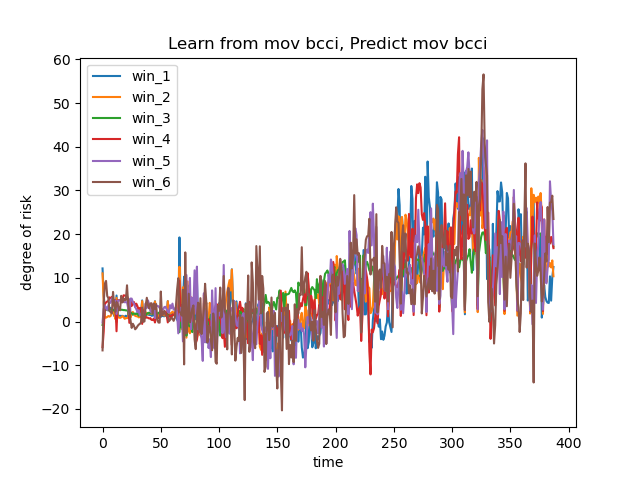 Learn from mov bcci, Predict mov bcci
60
50
40
30
20
10
0
−10
−20
degree of risk
win_1
win_2
win_3
win_4
win_5
win_6
0 50 100 150 200 250 300 350 400
time